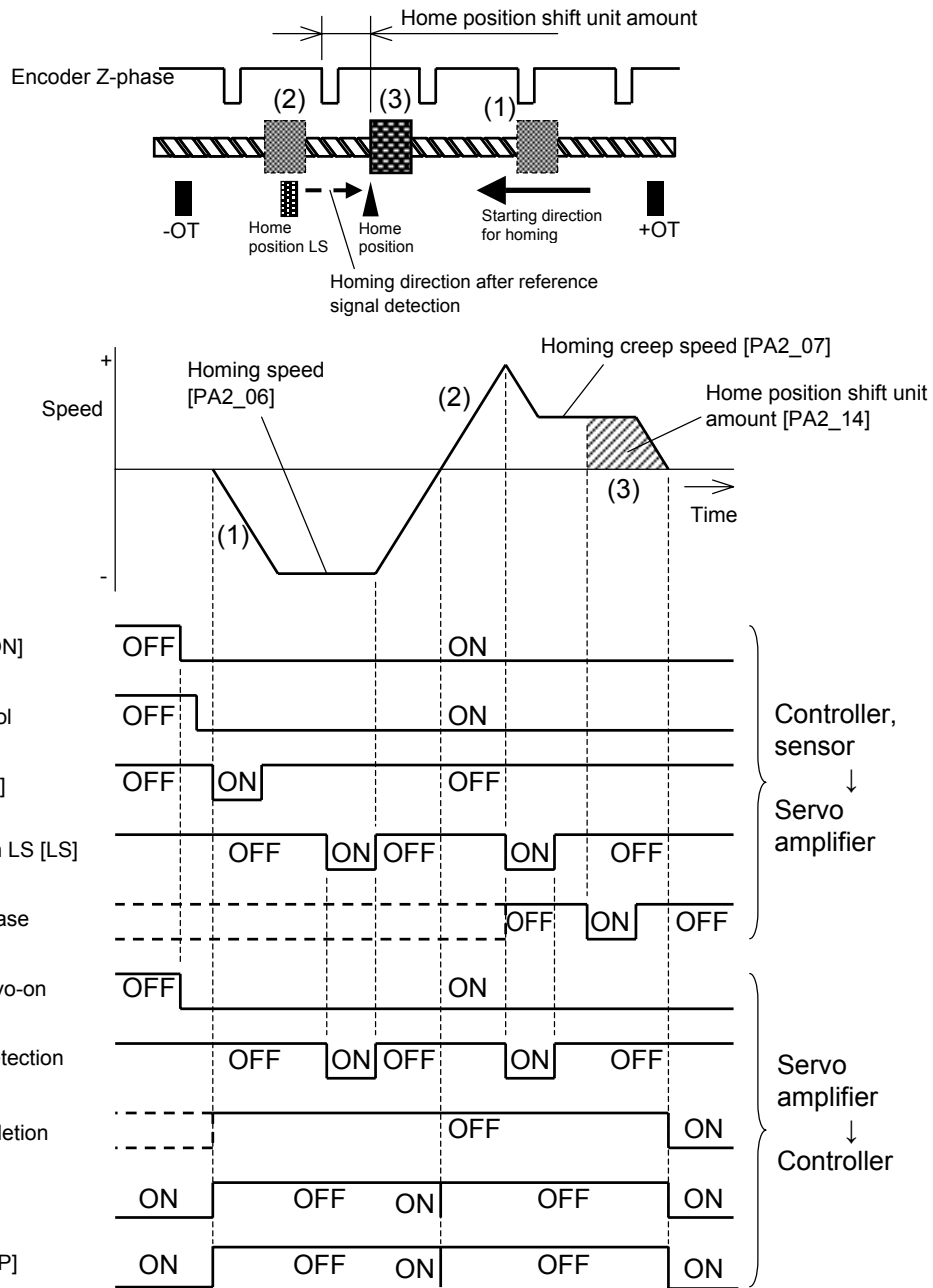 Home position shift unit amount
Encoder Z-phase
(2)
(3)
(1)
-OT
Home
position LS
Home
position
Starting direction
for homing
+OT
Homing direction after reference
signal detection
+
Speed
-
Homing speed
[PA2_06]
(1)
(2)
Homing creep speed [PA2_07]
Home position shift unit
amount [PA2_14]
(3)
Time
N]
OFF
ON
ol
OFF
ON
]
OFF
ON
OFF
LS [LS]
OFF
ON
OFF
ON
OFF
ase
OFF
ON
OFF
Controller,
sensor
↓
Servo
amplifier
vo-on
OFF
ON
tection
OFF
ON
OFF
ON
OFF
letion
OFF
ON
ON
OFF
ON
OFF
ON
P]
ON
OFF
ON
OFF
ON
Servo
amplifier
↓
Controller